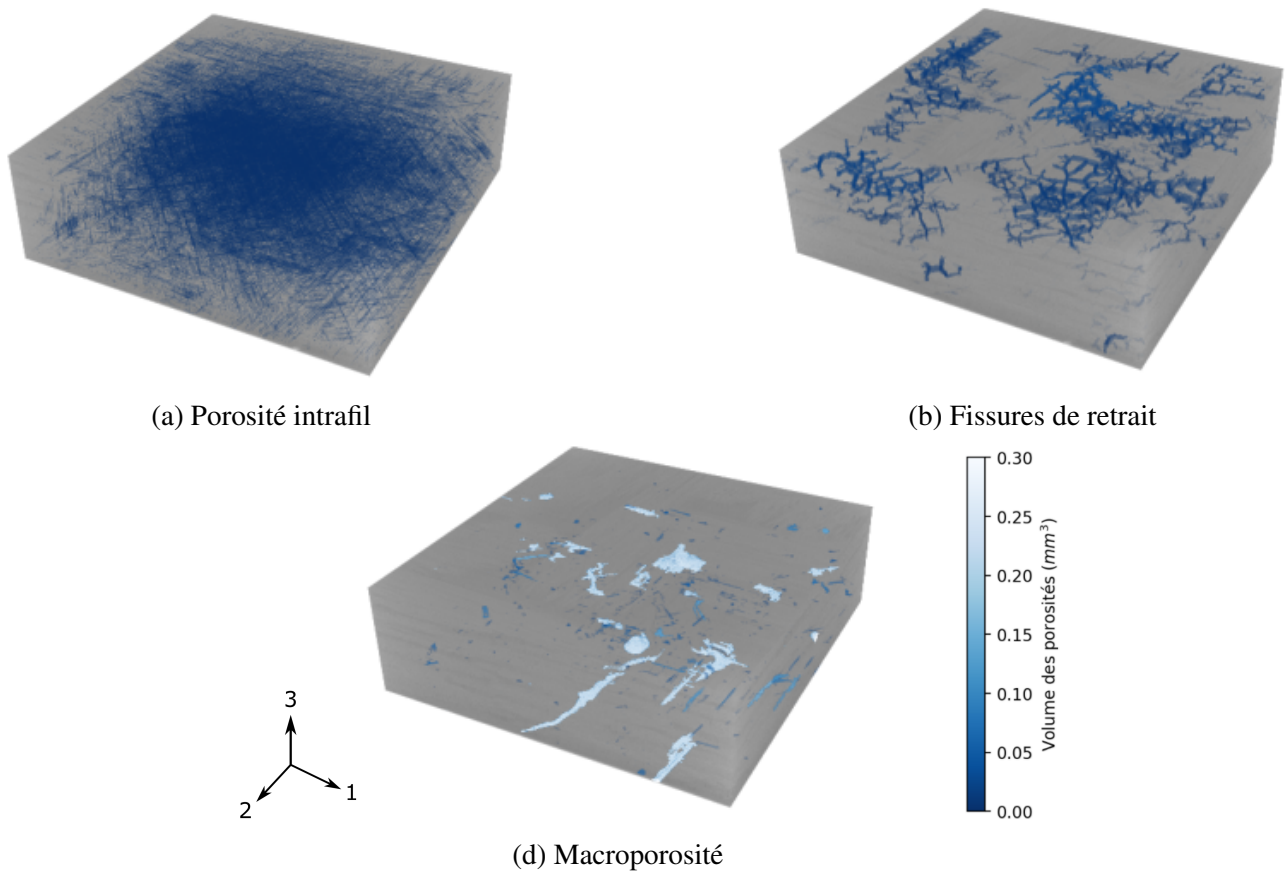 (a) Porosité intrafil
(b) Fissures de retrait
0.30
0.25
0.20
0.15
0.10
0.05
0.00
Volume des porosités (mm³)
3
2
1
(d) Macroporosité